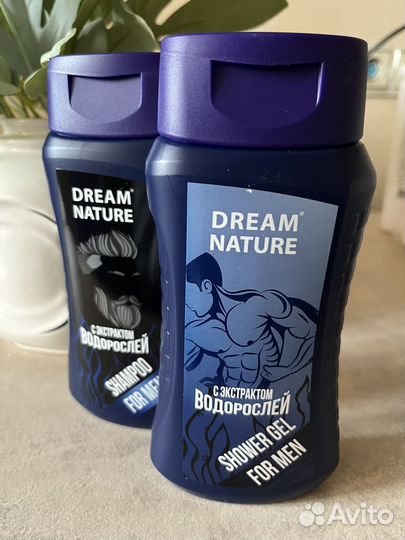 DREAM®
NATURE
С ЭКСТРАКТОМ
ВОДОРОСЛЕЙ
SHAMPOO
FOR MEN
DREAM®
NATURE
С ЭКСТРАКТОМ
ВОДОРОСЛЕЙ
SHOWER GEL
FOR MEN
Avito